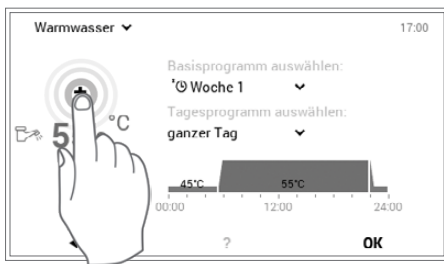 Warmwasser
17:00
Basisprogramm auswählen:
Woche 1
Tagesprogramm auswählen:
°C
5
ganzer Tag
45°C
55°C
00:00
12:00
24:00
?
OK